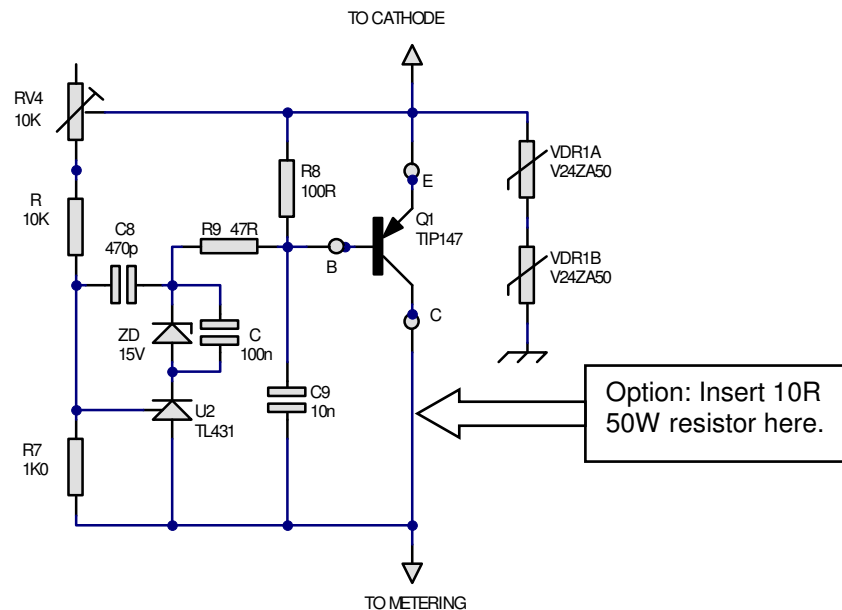 TO CATHODE
RV4
10K
R
10K
C8
470p
R9 47R
R8
100R
E
Q1
TIP147
B
C
VDR1A
V24ZA50
VDR1B
V24ZA50
ZD
15V
C
100n
C9
10n
U2
TL431
R7
1K0
Option: Insert 10R
50W resistor here.
TO METERING